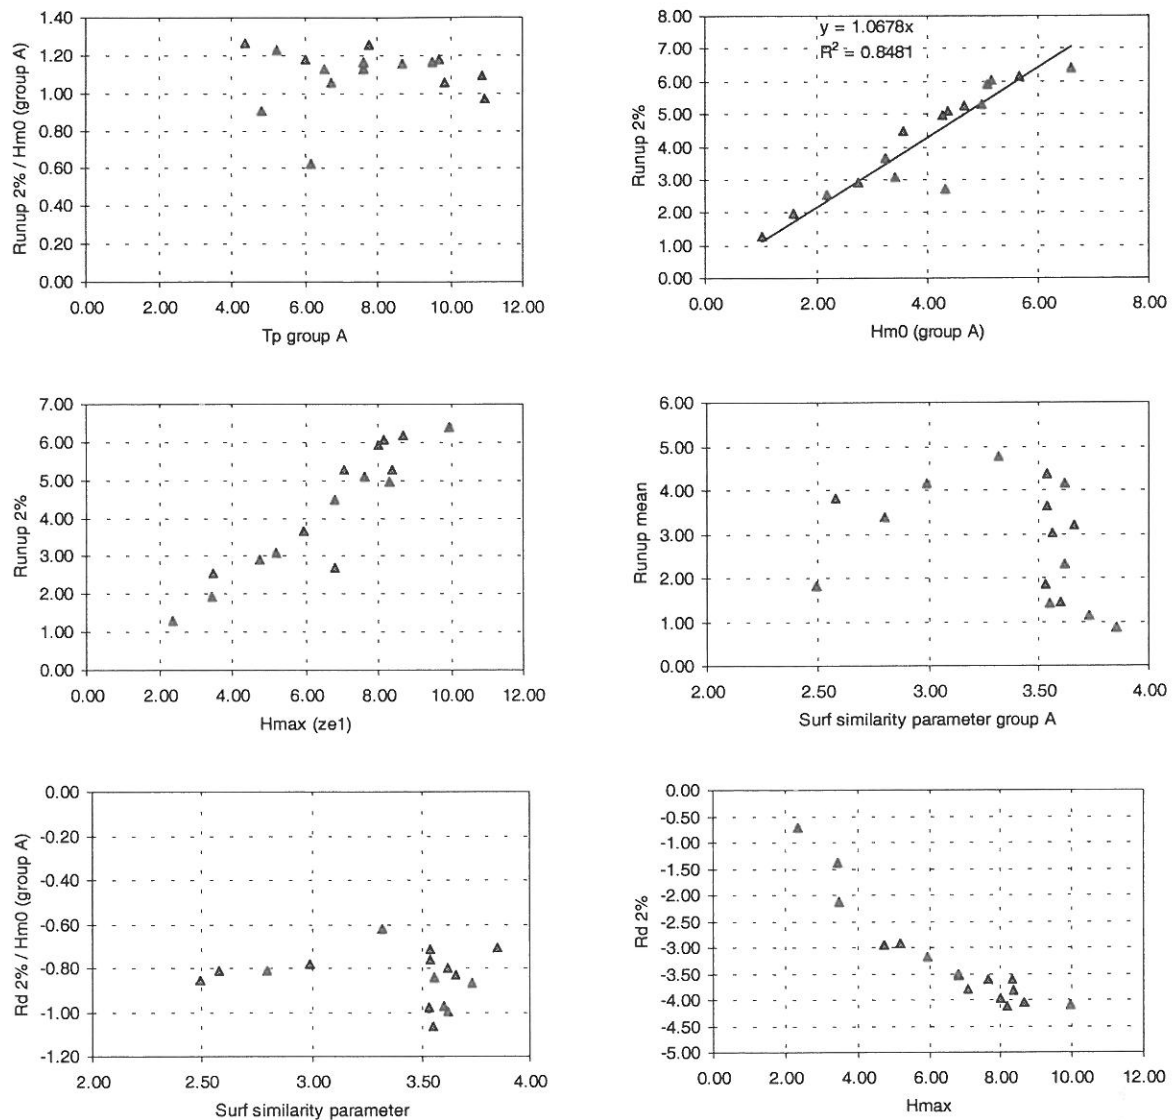 1.40
1.20
1.00
0.80
0.60
0.40
0.20
0.00
Runup 2% / Hm0 (group A)
0.00 2.00 4.00 6.00 8.00 10.00 12.00
Tp group A
y = 1.0678x
R² = 0.8481
8.00
7.00
6.00
5.00
4.00
3.00
2.00
1.00
0.00
Runup 2%
0.00 2.00 4.00 6.00 8.00
Hm0 (group A)
7.00
6.00
5.00
4.00
3.00
2.00
1.00
0.00
Runup 2%
0.00 2.00 4.00 6.00 8.00 10.00 12.00
Hmax (ze1)
6.00
5.00
4.00
3.00
2.00
1.00
0.00
Runup mean
2.00 2.50 3.00 3.50 4.00
Surf similarity parameter group A
0.00
-0.20
-0.40
-0.60
-0.80
-1.00
-1.20
Rd 2% / Hm0 (group A)
2.00 2.50 3.00 3.50 4.00
Surf similarity parameter
0.00
-0.50
-1.00
-1.50
-2.00
-2.50
-3.00
-3.50
-4.00
-4.50
-5.00
Rd 2%
0.00 2.00 4.00 6.00 8.00 10.00 12.00
Hmax